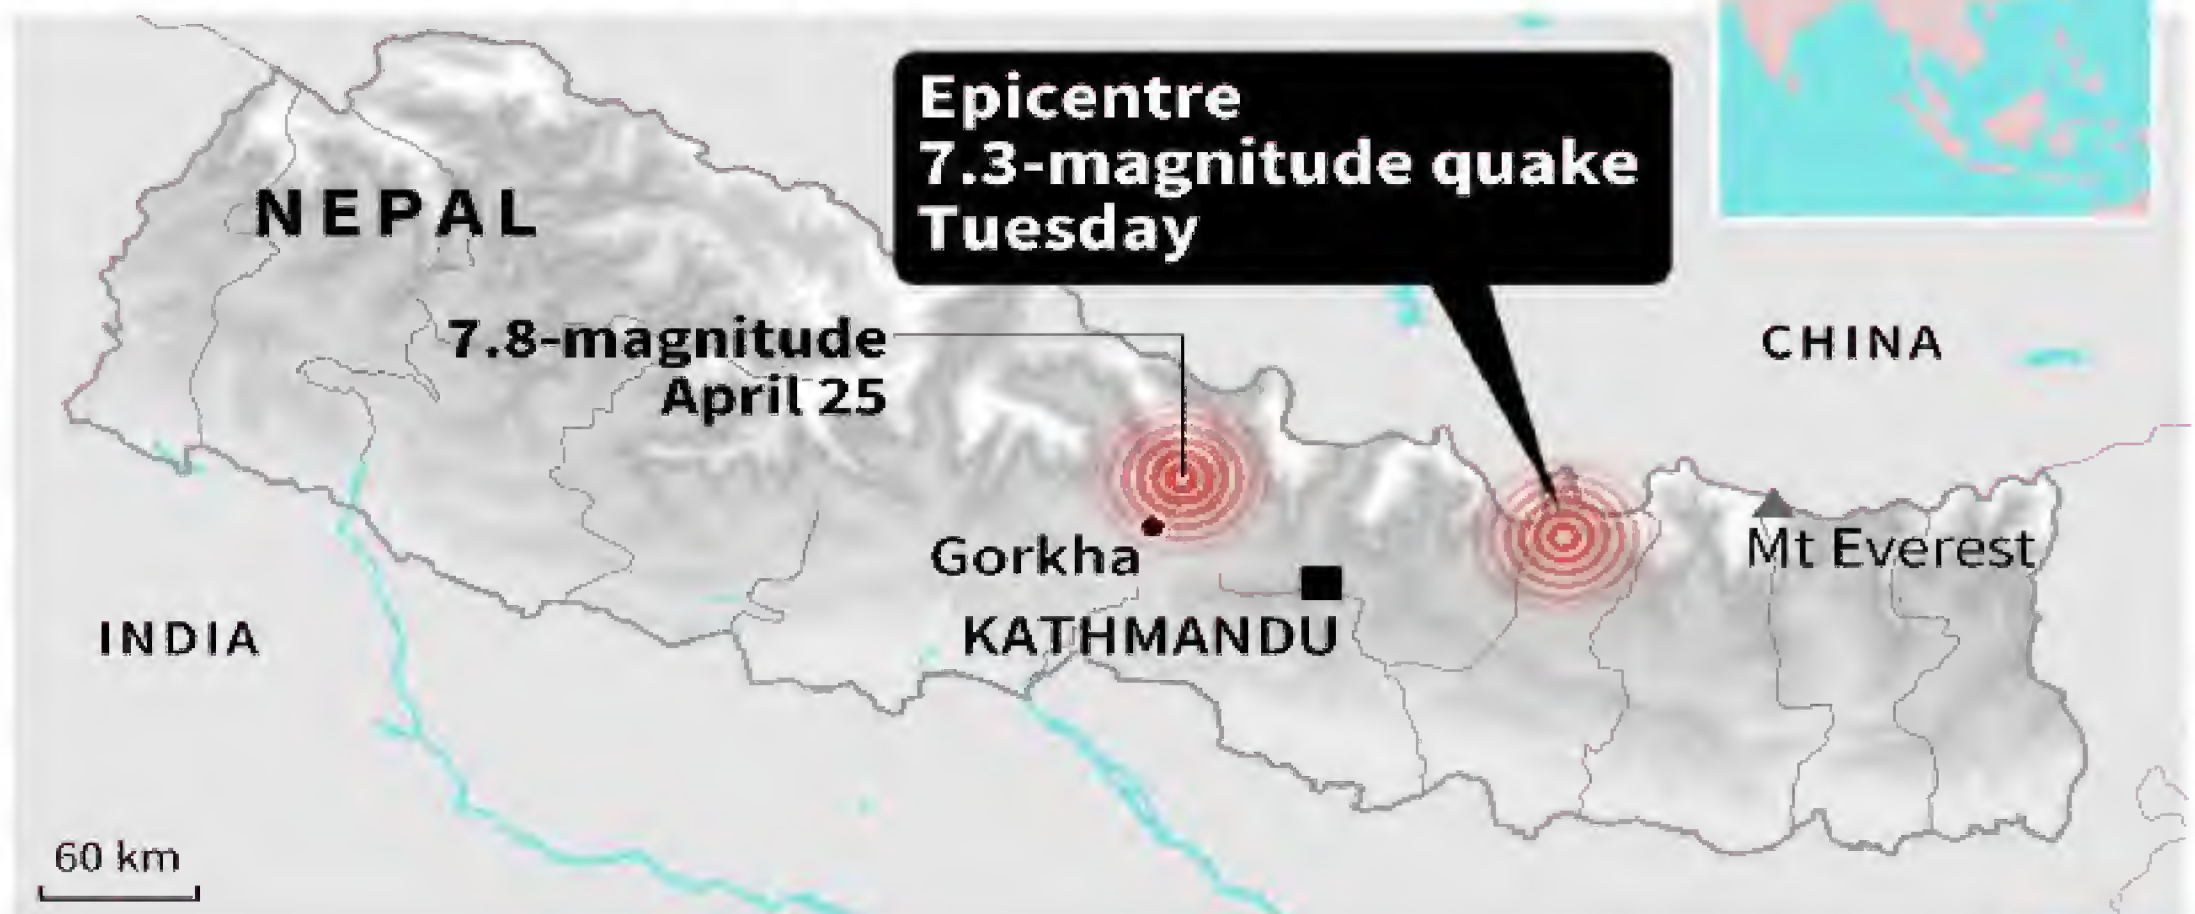 Epicentre
7.3-magnitude quake
Tuesday
NEPAL
7.8-magnitude
April 25
CHINA
Gorkha
Mt Everest
KATHMANDU
INDIA
60 km